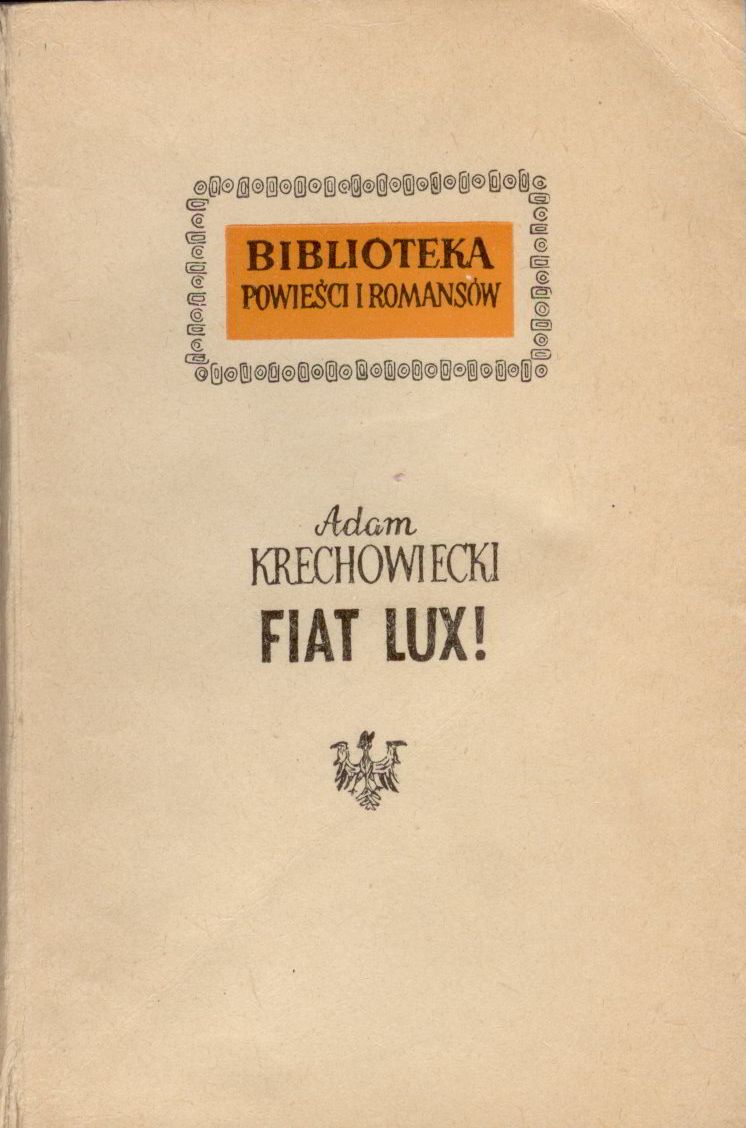 BIBLIOTEKA
POWIEŚCI I ROMANSÓW
Adam
KRECHOWIECKI
FIAT LUX!